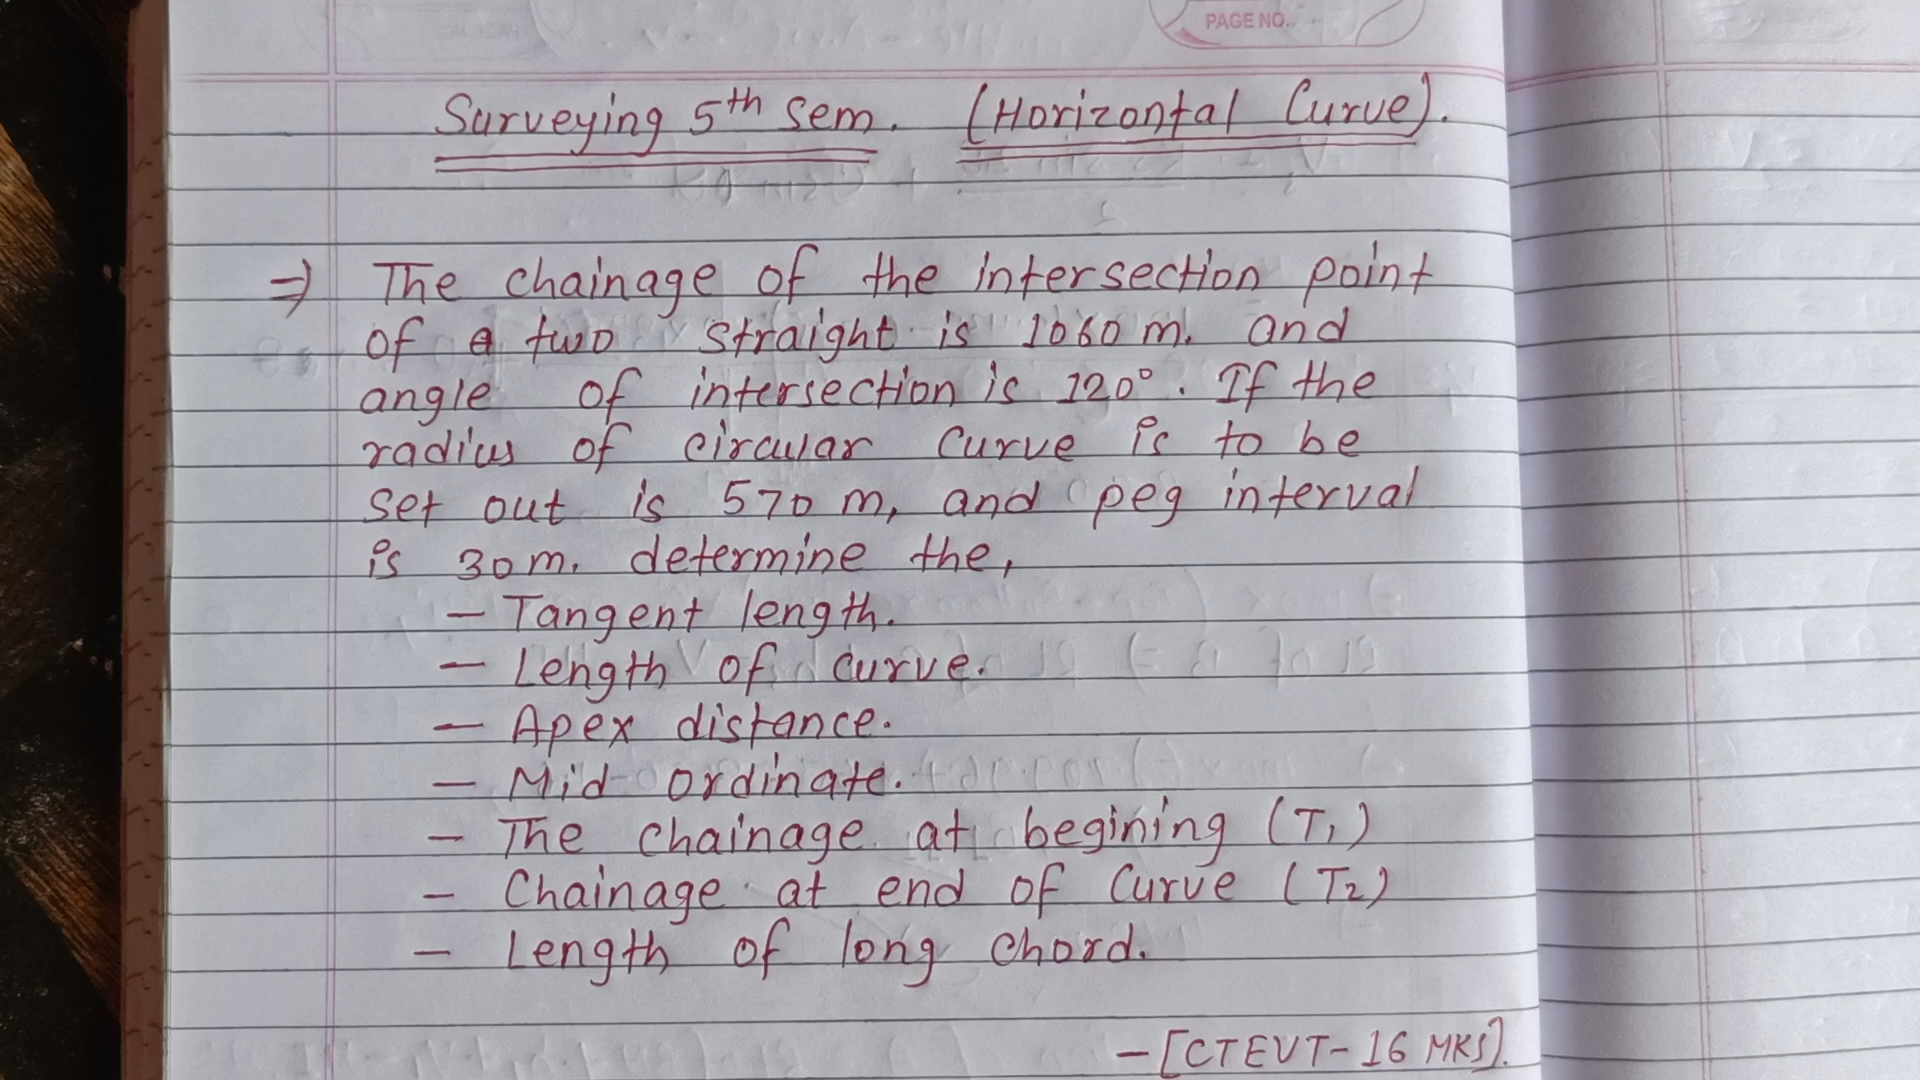 PAGE NO.
Surveying 5th sem. (Horizontal Curve).
⇒ The chainage of the intersection point
of a two straight is 1060 m. and
angle of intersection is 120°. If the
radius of circular curve is to be
set out is 570 m, and peg interval
is 30m. determine the,
- Tangent length.
- Length of curve.
- Apex distance.
- Mid ordinate.
- The chainage at begining (T1)
- Chainage at end of Curve (T2)
- Length of long chord.
- [CTEVT- 16 MKS].